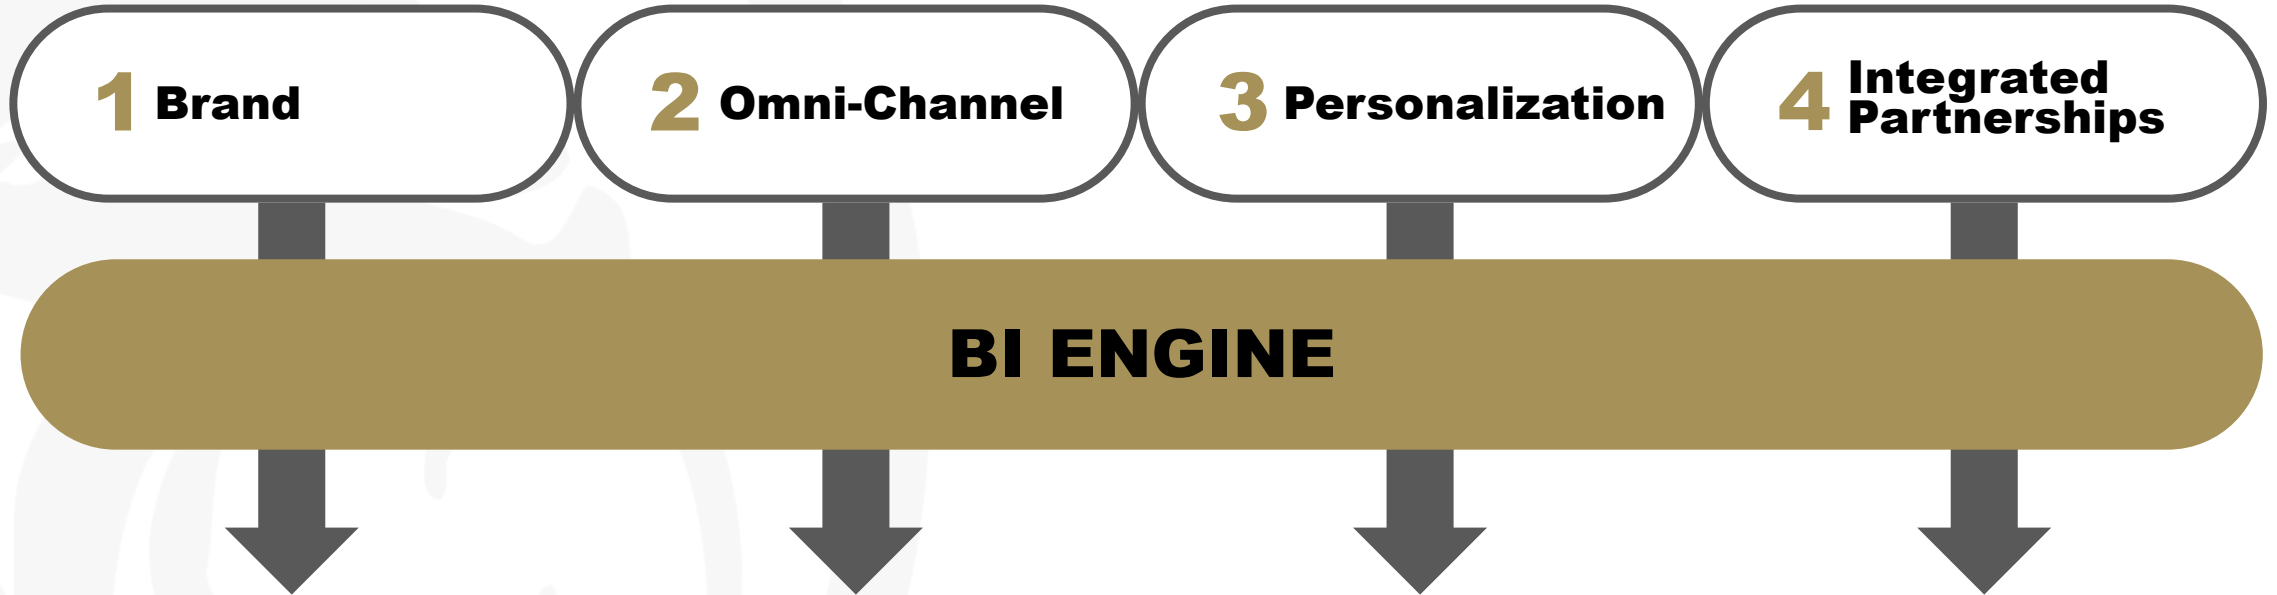 1 Brand
2 Omni-Channel
3 Personalization
4 Integrated
Partnerships
BI ENGINE